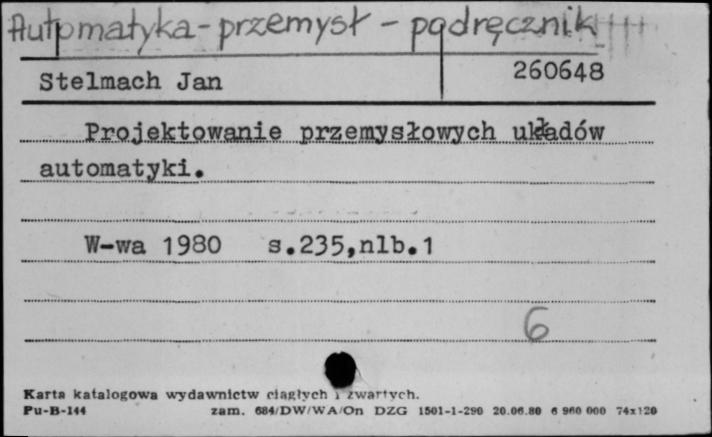 Automatyka - przemysł - podręcznik
Stelmach Jan 260648
Projektowanie przemysłowych układów
automatyki.
W-wa 1980 s.235,nlb.1
6
Karta katalogowa wydawnictw ciągłych i zwartych.
Pu-B-144 zam. 684/DW/WA/On DZG 1501-1-290 20.06.80 6 960 000 74x120